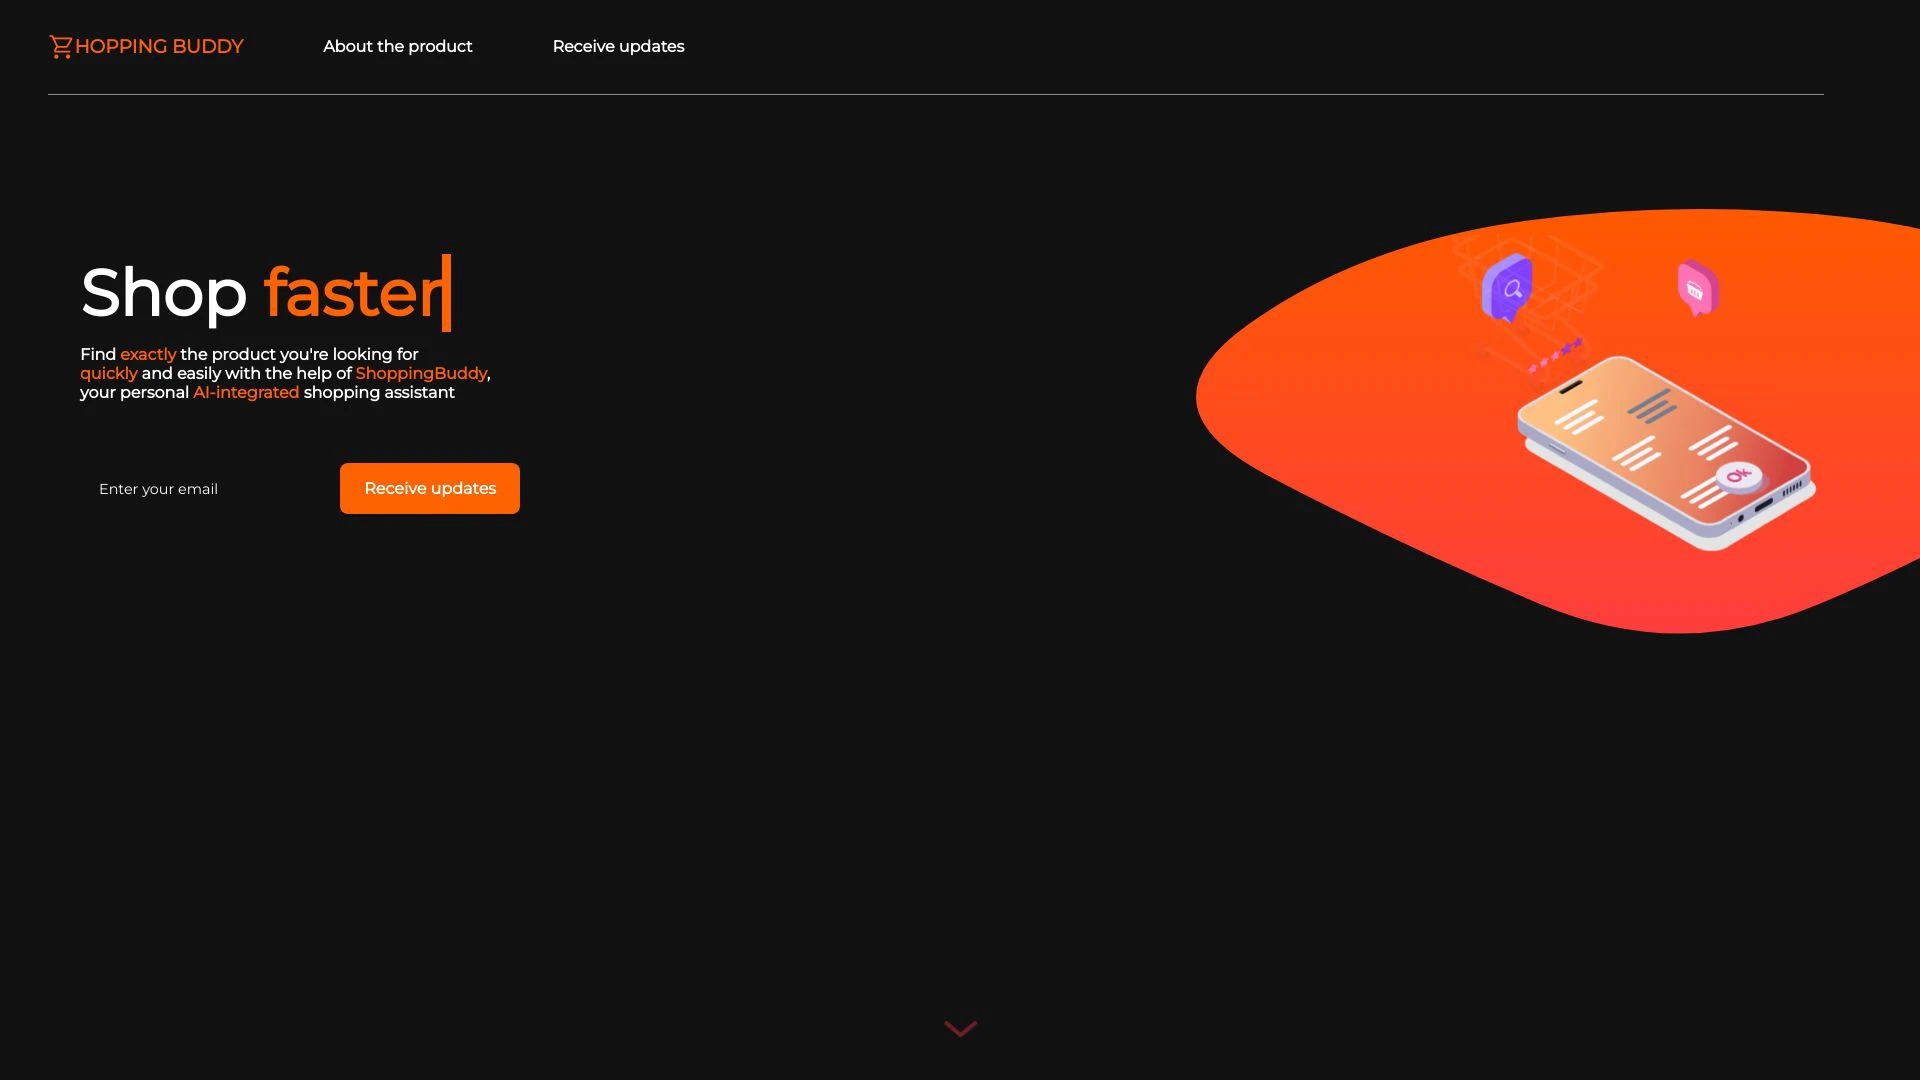 HOPPING BUDDY
About the product
Receive updates
Shop faster
Find exactly the product you're looking for
quickly and easily with the help of ShoppingBuddy,
your personal AI-integrated shopping assistant
Enter your email
Receive updates
Ok